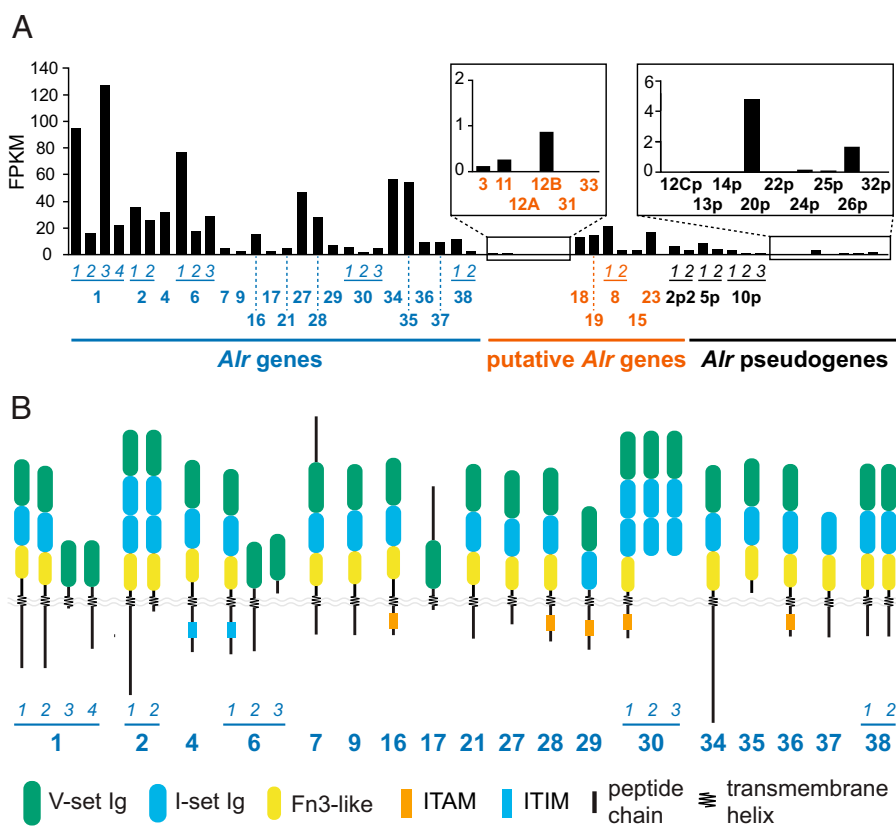 A
FPKM
140
120
100
80
60
40
20
0
2
1
0
3 11 12B 33
12A 31
6
4
2
0
12Cp 14p 20p 22p 25p 32p
13p 24p 26p
1 2 3 4 1 2 1 2 3 1 2 3 1 2 1 2 1 2 1 2 1 2 3
1 2 4 6 7 9 17 27 29 30 34 36 38 18 8 23 2p2 5p 10p
16 21 28 35 37 19 15
Alr genes putative Alr genes Alr pseudogenes
B
1 2 3 4 1 2 1 2 3 1 2 3 1 2
1 2 4 6 7 9 16 17 21 27 28 29 30 34 35 36 37 38
V-set Ig I-set Ig Fn3-like ITAM ITIM peptide chain transmembrane helix